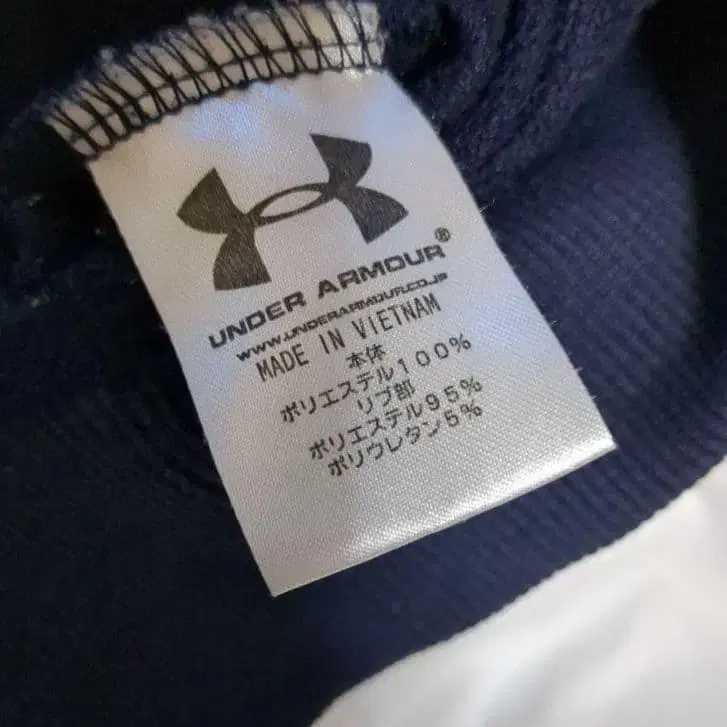 UNDER ARMOUR®
WWW.UNDERARMOUR.CO.JP
MADE IN VIETNAM
本体
ポリエステル100%
リブ部
ポリエステル95%
ポリウレタン5%